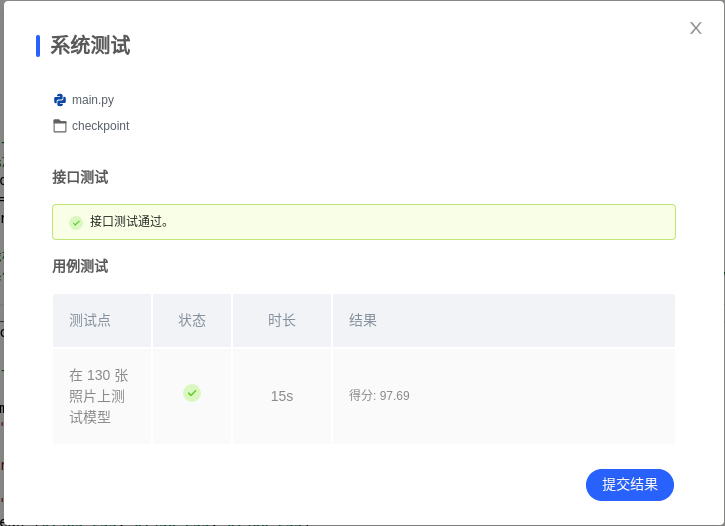 系统测试
main.py
checkpoint
接口测试
接口测试通过。
用例测试
测试点 状态 时长 结果
在 130 张
照片上测
试模型
15s
得分: 97.69
提交结果